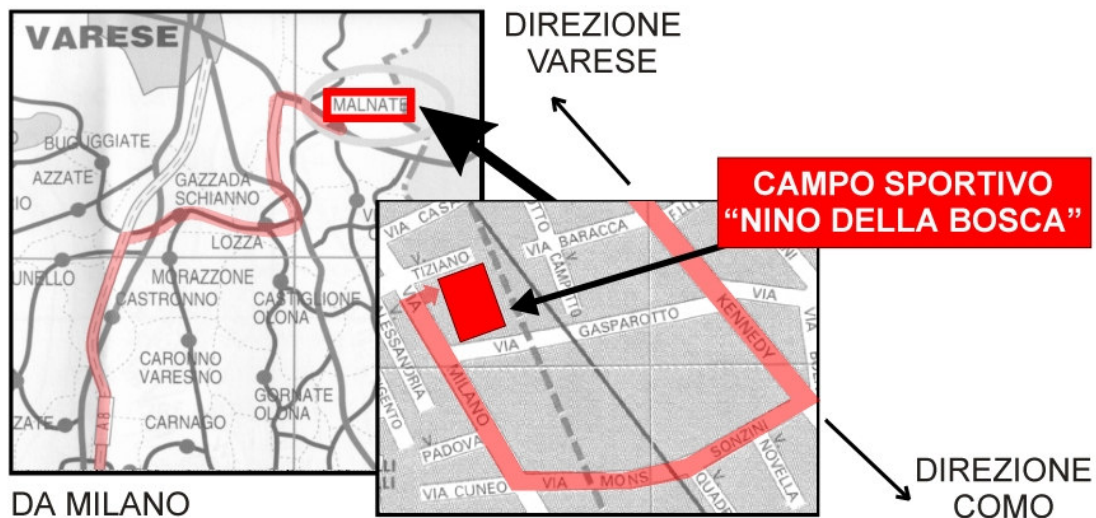 DIREZIONE
VARESE
VARESE
MALNATE
BUGUGGIATE
AZZATE
GAZZADA
SCHIANNO
LOZZA
MORAZZONE
CASTRONNO
CASTIGLIONE
OLONA
CARONNO
VARESINO
GORNATE
OLONA
CARNAGO
A8
CAMPO SPORTIVO
“NINO DELLA BOSCA”
VIA BARACCA
V. TIZIANO
CAMPOTTO
VIA
VIA GASPAROTTO
KENNEDY
VIA MILANO
V. PADOVA
VIA CUNEO
VIA MONS SONZINI
NOVELLA
DA MILANO
DIREZIONE
COMO